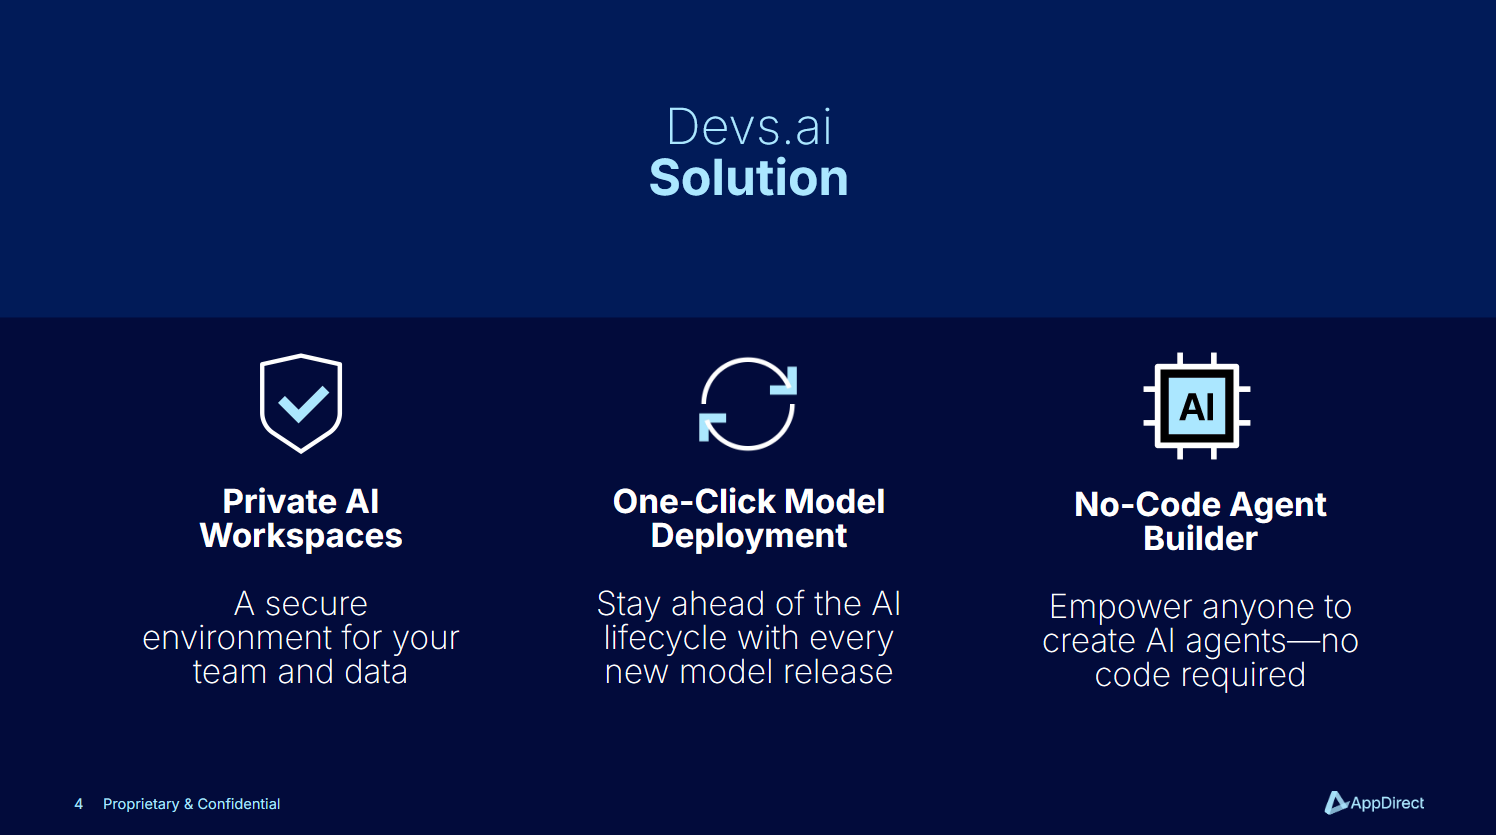 Devs.ai
Solution
AI
Private AI
Workspaces
A secure
environment for your
team and data
One-Click Model
Deployment
Stay ahead of the AI
lifecycle with every
new model release
No-Code Agent
Builder
Empower anyone to
create AI agents—no
code required
4 Proprietary & Confidential
AppDirect